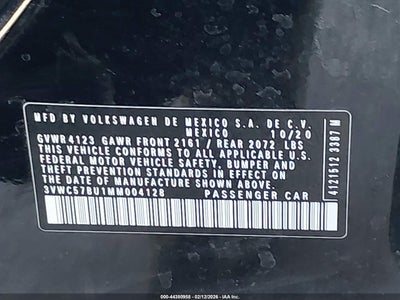 MFD BY VOLKSWAGEN DE MEXICO S.A. DE C.V.
MEXICO 10/20
GVWR 4123 GAWR FRONT 2161 / REAR 2072 LBS
THIS VEHICLE CONFORMS TO ALL APPLICABLE U.S.
FEDERAL MOTOR VEHICLE SAFETY, BUMPER AND
THEFT PREVENTION STANDARDS IN EFFECT ON THE
DATE OF MANUFACTURE SHOWN ABOVE.
3VWC57BU1MM004128 PASSENGER CAR
4121512 3387 M
000-44380958 - 02/12/2026 - IAA Inc.